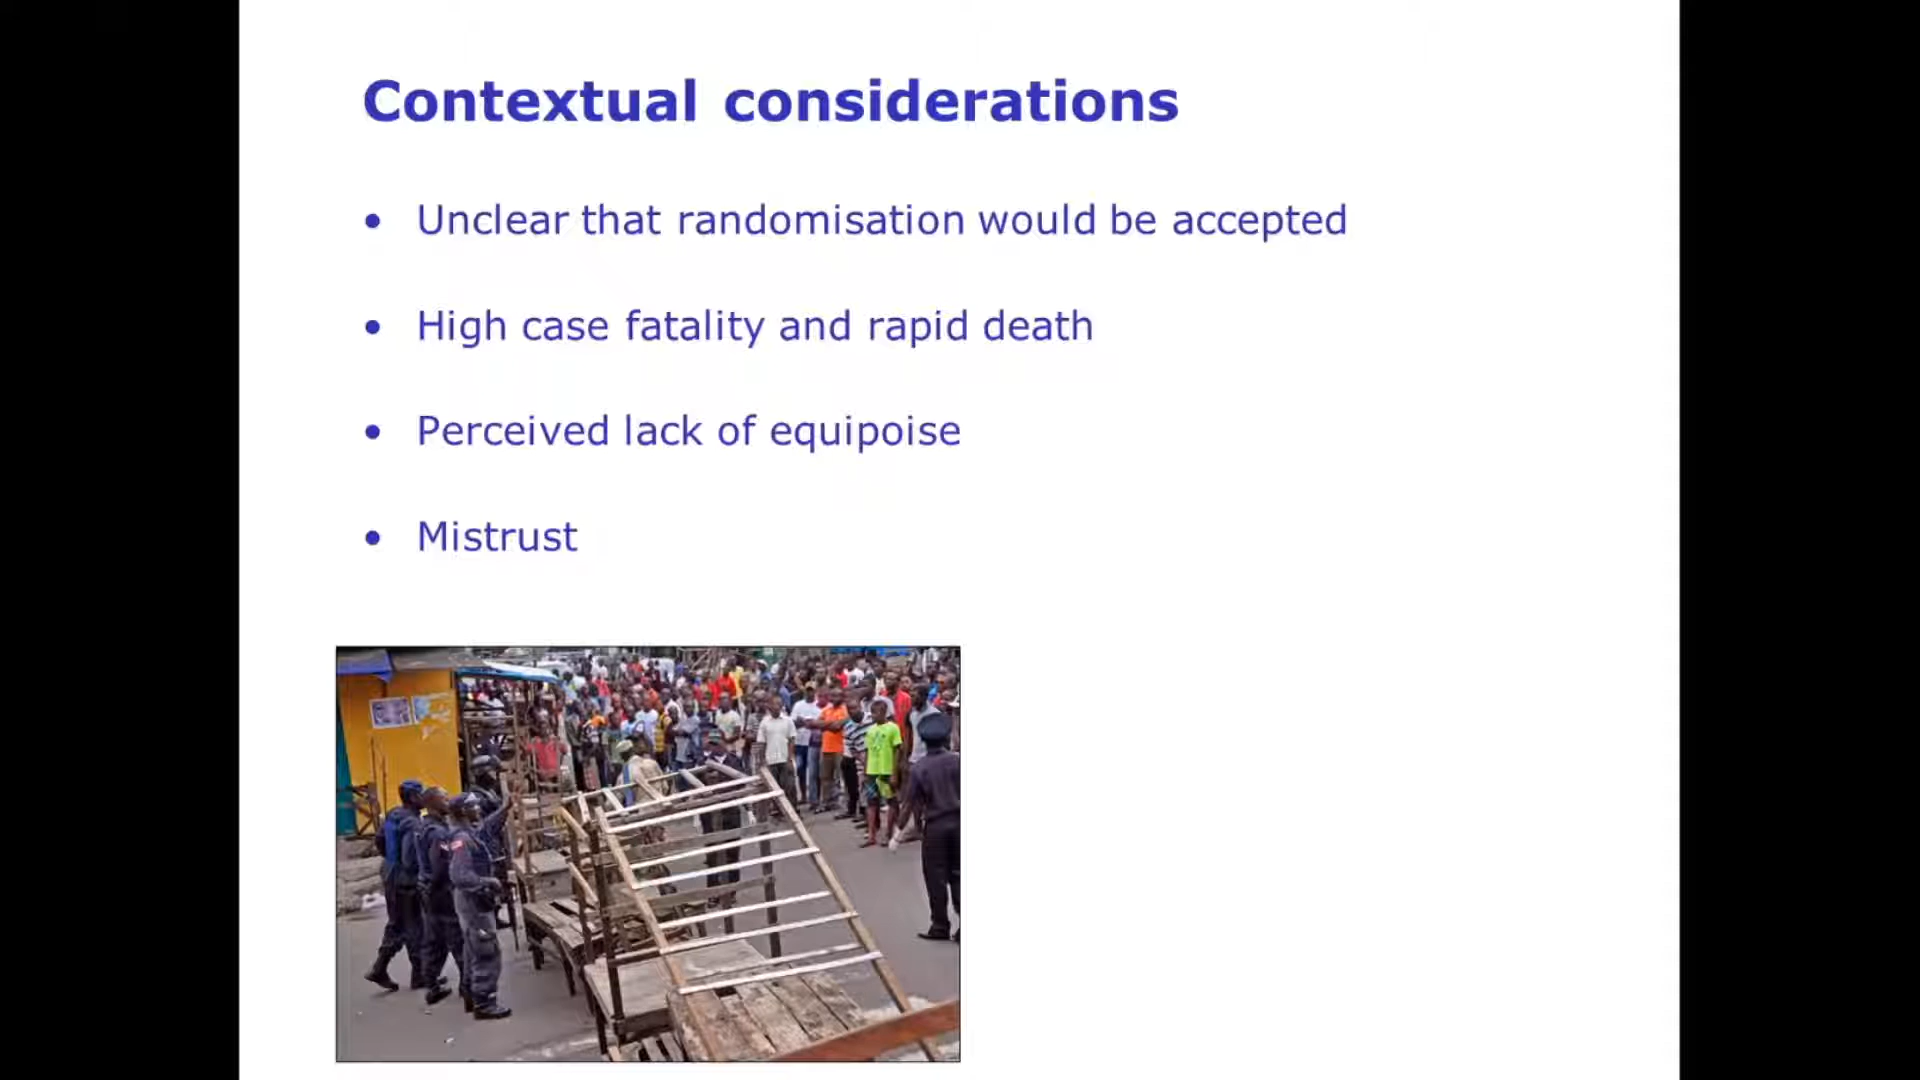 Contextual considerations
• Unclear that randomisation would be accepted
• High case fatality and rapid death
• Perceived lack of equipoise
• Mistrust